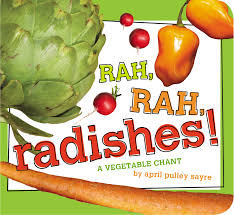 RAH,
RAH,
radishes!
A VEGETABLE CHANT
by april pulley sayre